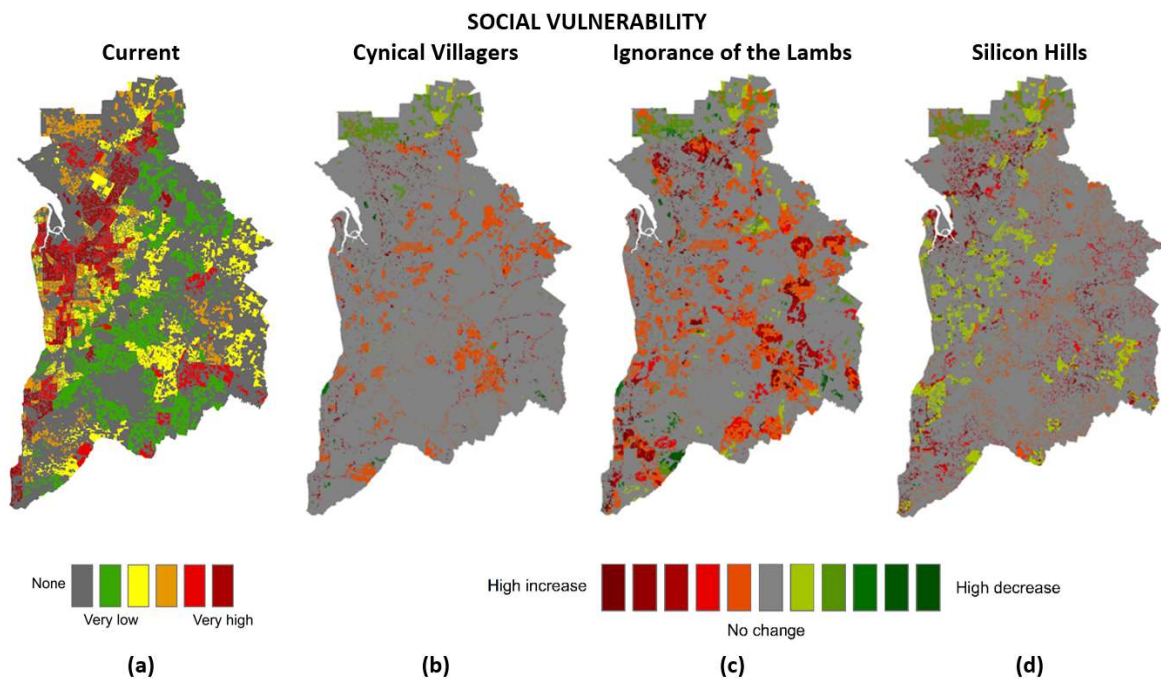 SOCIAL VULNERABILITY
Current
Cynical Villagers
Ignorance of the Lambs
Silicon Hills
None
Very low
Very high
High increase
High decrease
No change
(a)
(b)
(c)
(d)